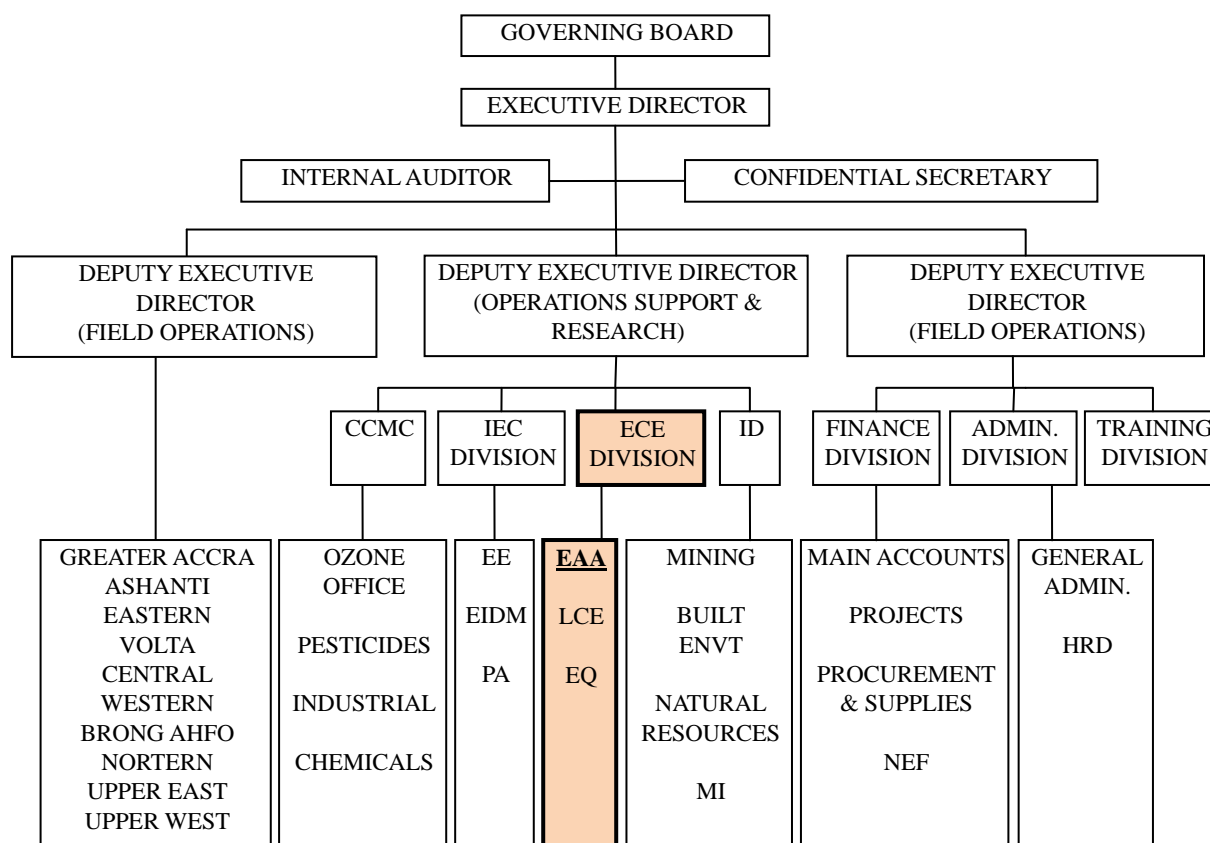 GOVERNING BOARD
EXECUTIVE DIRECTOR
INTERNAL AUDITOR
CONFIDENTIAL SECRETARY
DEPUTY EXECUTIVE
DIRECTOR
(FIELD OPERATIONS)
DEPUTY EXECUTIVE DIRECTOR
(OPERATIONS SUPPORT &
RESEARCH)
DEPUTY EXECUTIVE
DIRECTOR
(FIELD OPERATIONS)
CCMC
IEC
DIVISION
ECE
DIVISION
ID
FINANCE
DIVISION
ADMIN.
DIVISION
TRAINING
DIVISION
GREATER ACCRA
ASHANTI
EASTERN
VOLTA
CENTRAL
WESTERN
BRONG AHFO
NORTERN
UPPER EAST
UPPER WEST
OZONE
OFFICE
PESTICIDES
INDUSTRIAL
CHEMICALS
EE
EIDM
PA
EAA
LCE
EQ
MINING
BUILT
ENVT
NATURAL
RESOURCES
MI
MAIN ACCOUNTS
PROJECTS
PROCUREMENT
& SUPPLIES
NEF
GENERAL
ADMIN.
HRD